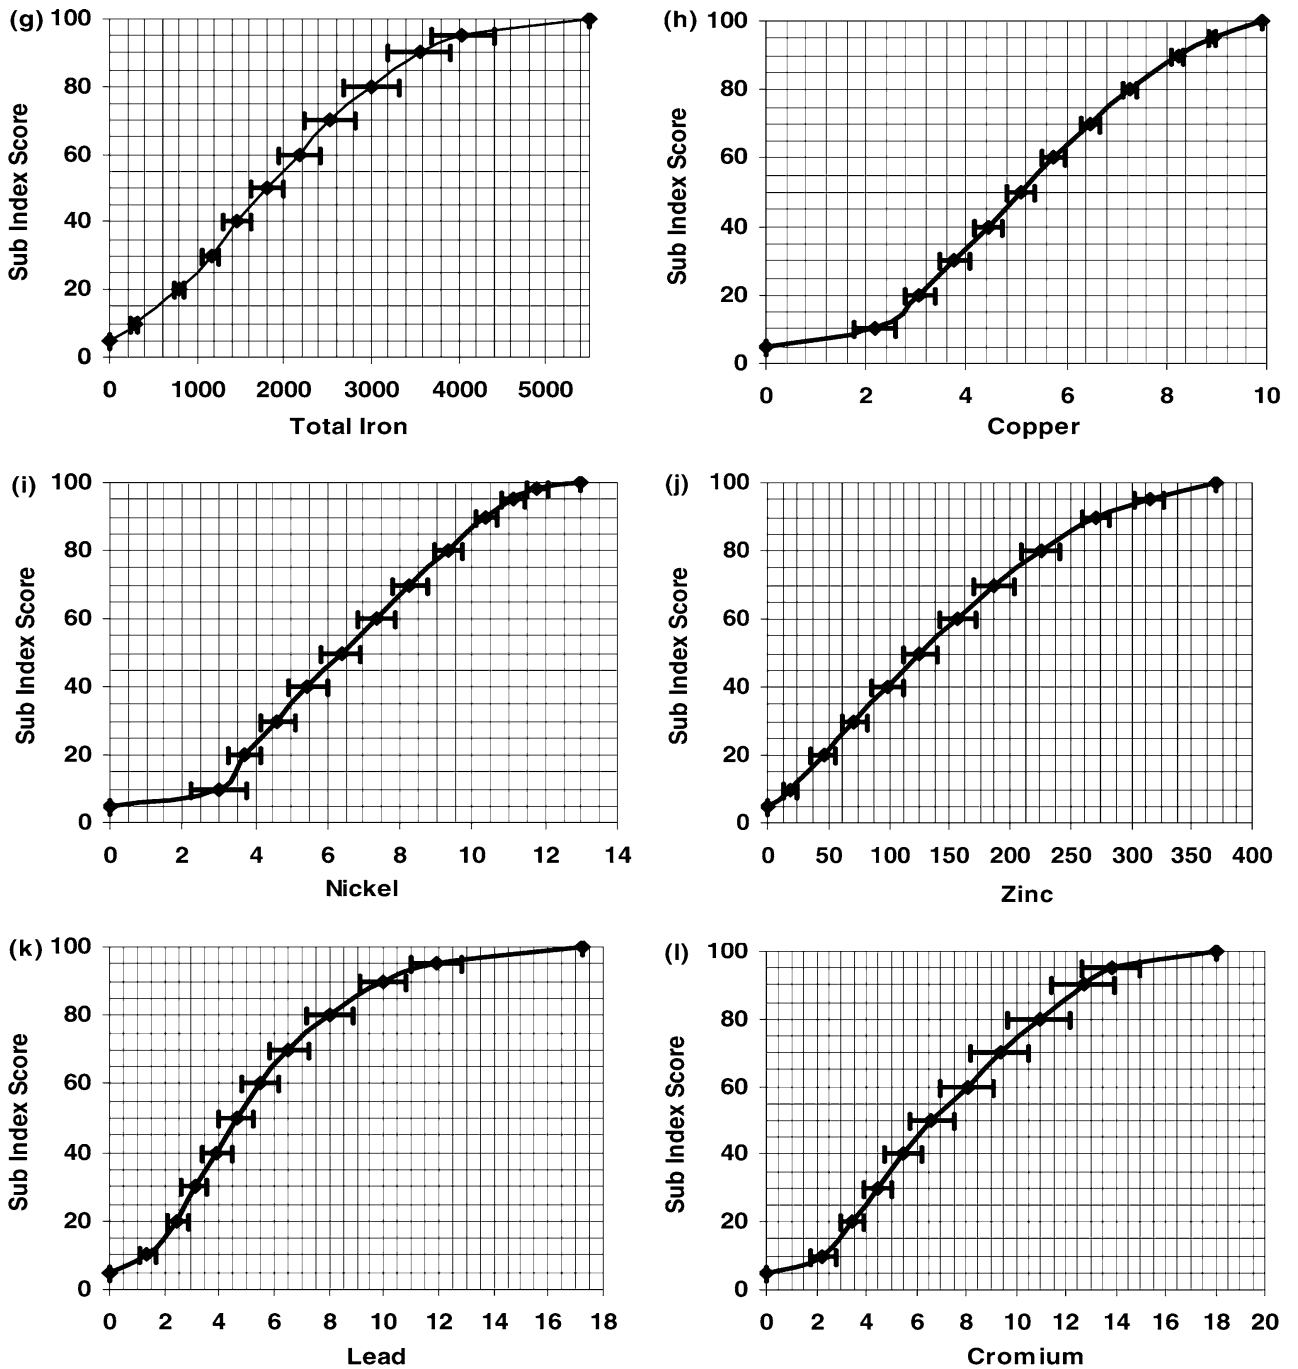 (g)
Sub Index Score
100
80
60
40
20
0
0 1000 2000 3000 4000 5000
Total Iron
(h)
Sub Index Score
100
80
60
40
20
0
0 2 4 6 8 10
Copper
(i)
Sub Index Score
100
80
60
40
20
0
0 2 4 6 8 10 12 14
Nickel
(j)
Sub Index Score
100
80
60
40
20
0
0 50 100 150 200 250 300 350 400
Zinc
(k)
Sub Index Score
100
80
60
40
20
0
0 2 4 6 8 10 12 14 16 18
Lead
(l)
Sub Index Score
100
80
60
40
20
0
0 2 4 6 8 10 12 14 16 18 20
Cromium